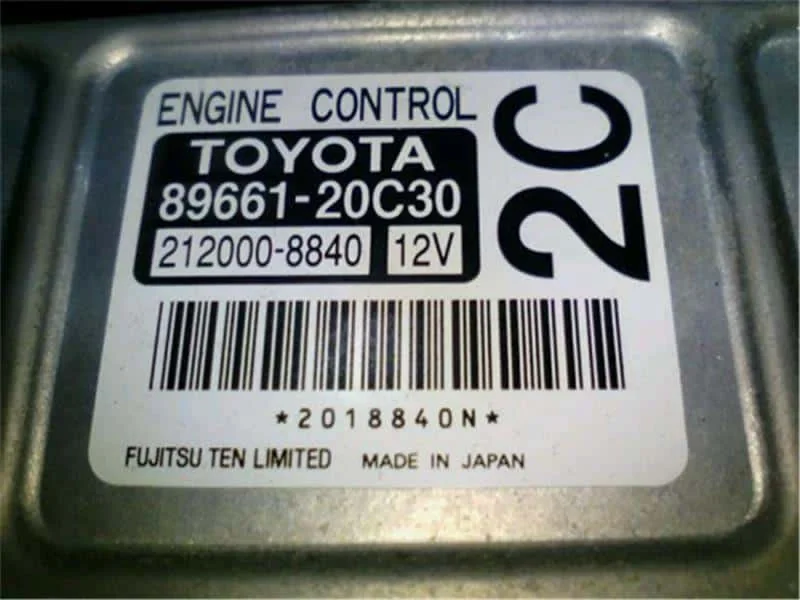 ENGINE CONTROL
TOYOTA
89661-20C30
212000-8840 12V
2C
*2018840N*
FUJITSU TEN LIMITED MADE IN JAPAN